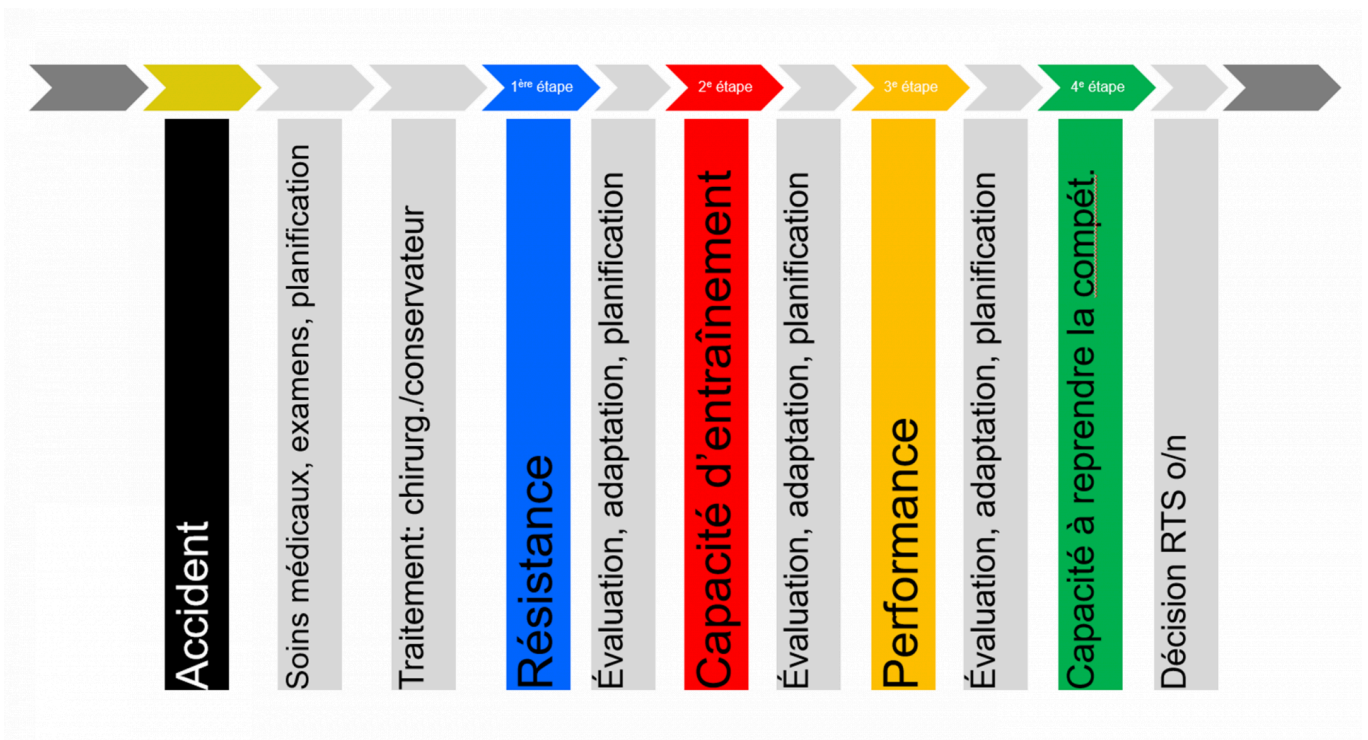 1ère étape
2e étape
3e étape
4e étape
Accident
Soins médicaux, examens, planification
Traitement: chirurg./conservateur
Résistance
Évaluation, adaptation, planification
Capacité d’entraînement
Évaluation, adaptation, planification
Performance
Évaluation, adaptation, planification
Capacité à reprendre la compét.
Décision RTS o/n